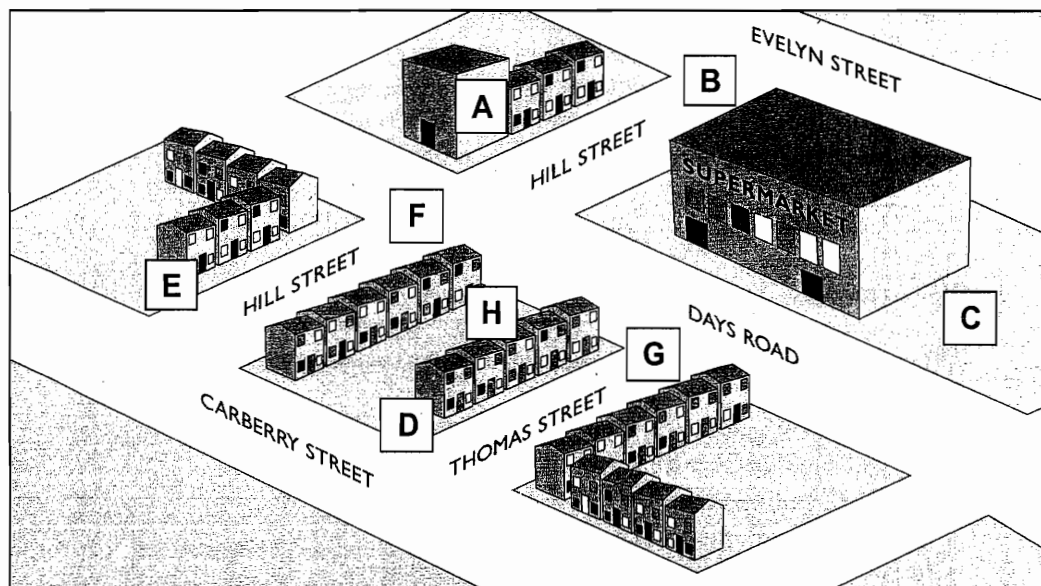 EVELYN STREET
B
A
HILL STREET
SUPERMARKET
F
E
HILL STREET
H
C
DAYS ROAD
G
D
CARBERRY STREET
THOMAS STREET